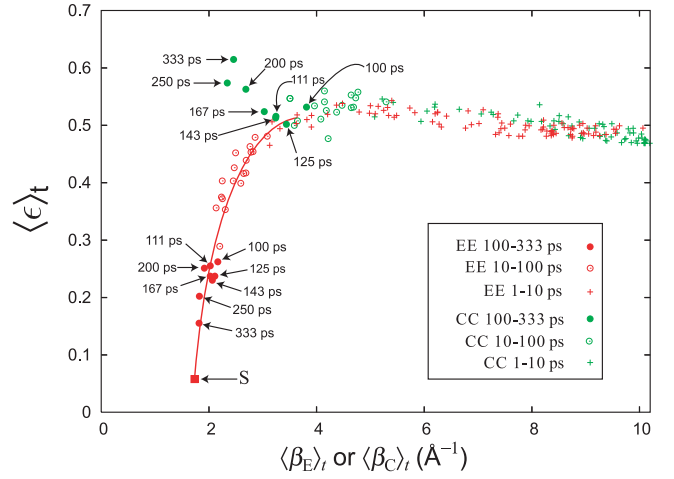 0.7
333 ps
200 ps
250 ps
111 ps
100 ps
0.6
167 ps
143 ps
125 ps
0.5
⟨ϵ⟩t
0.4
0.3
111 ps
100 ps
200 ps
125 ps
167 ps
143 ps
250 ps
333 ps
0.2
0.1
S
0
EE 100-333 ps
EE 10-100 ps
EE 1-10 ps
CC 100-333 ps
CC 10-100 ps
CC 1-10 ps
0 2 4 6 8 10
⟨βE⟩t or ⟨βC⟩t (Å−1)